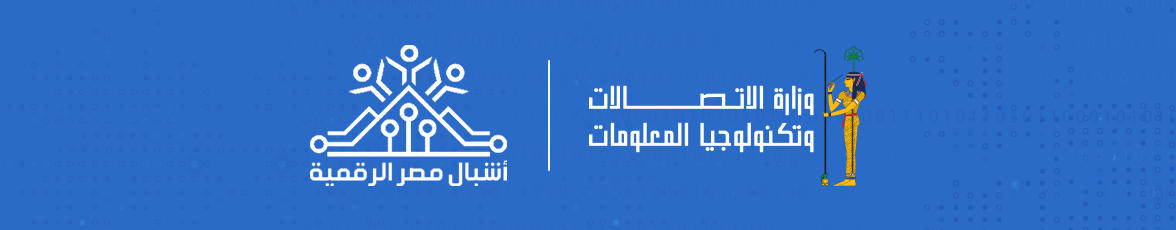 وزارة الاتصالات
وتكنولوجيا المعلومات
أشبال مصر الرقمية